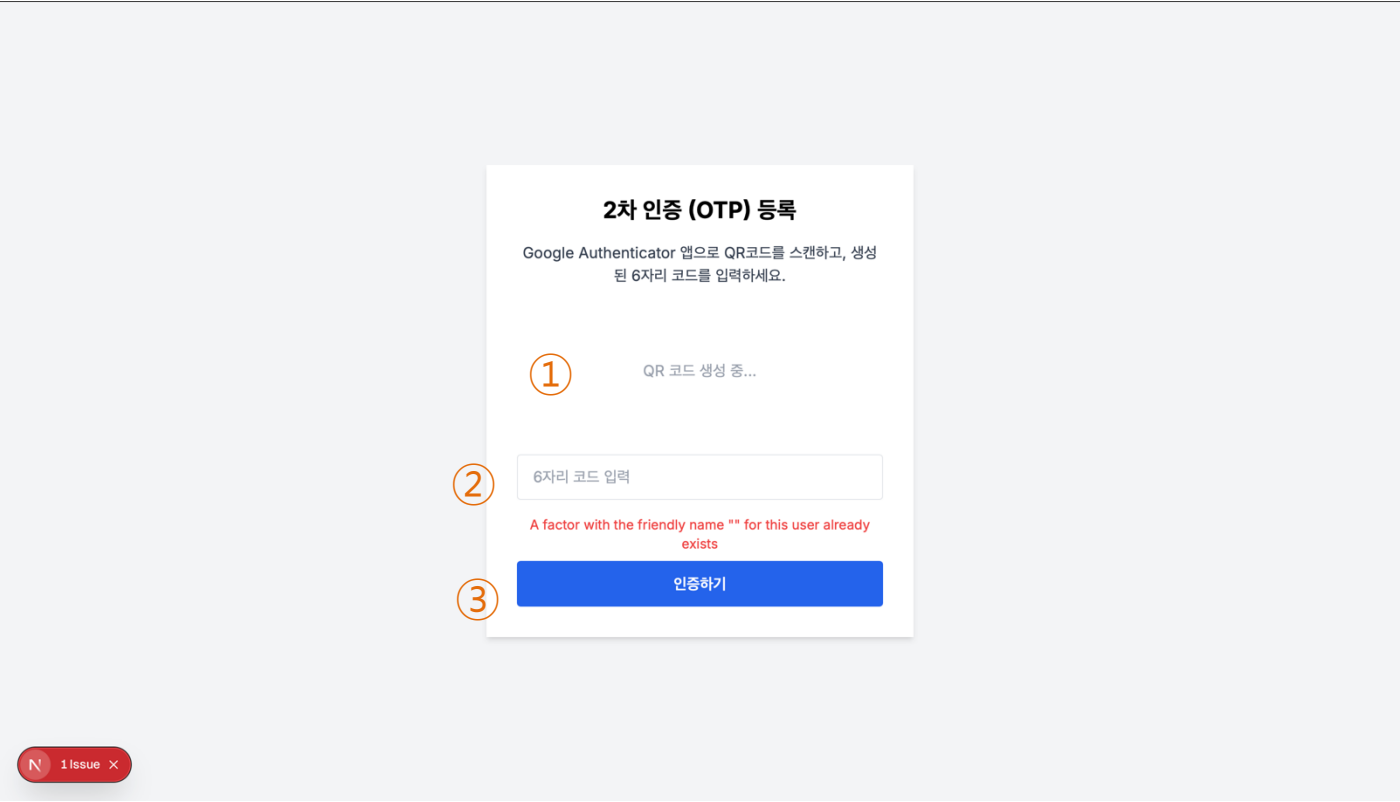 2차 인증 (OTP) 등록
Google Authenticator 앱으로 QR코드를 스캔하고, 생성
된 6자리 코드를 입력하세요.
① QR 코드 생성 중...
② 6자리 코드 입력
A factor with the friendly name "" for this user already
exists
③ 인증하기
N 1 Issue ×